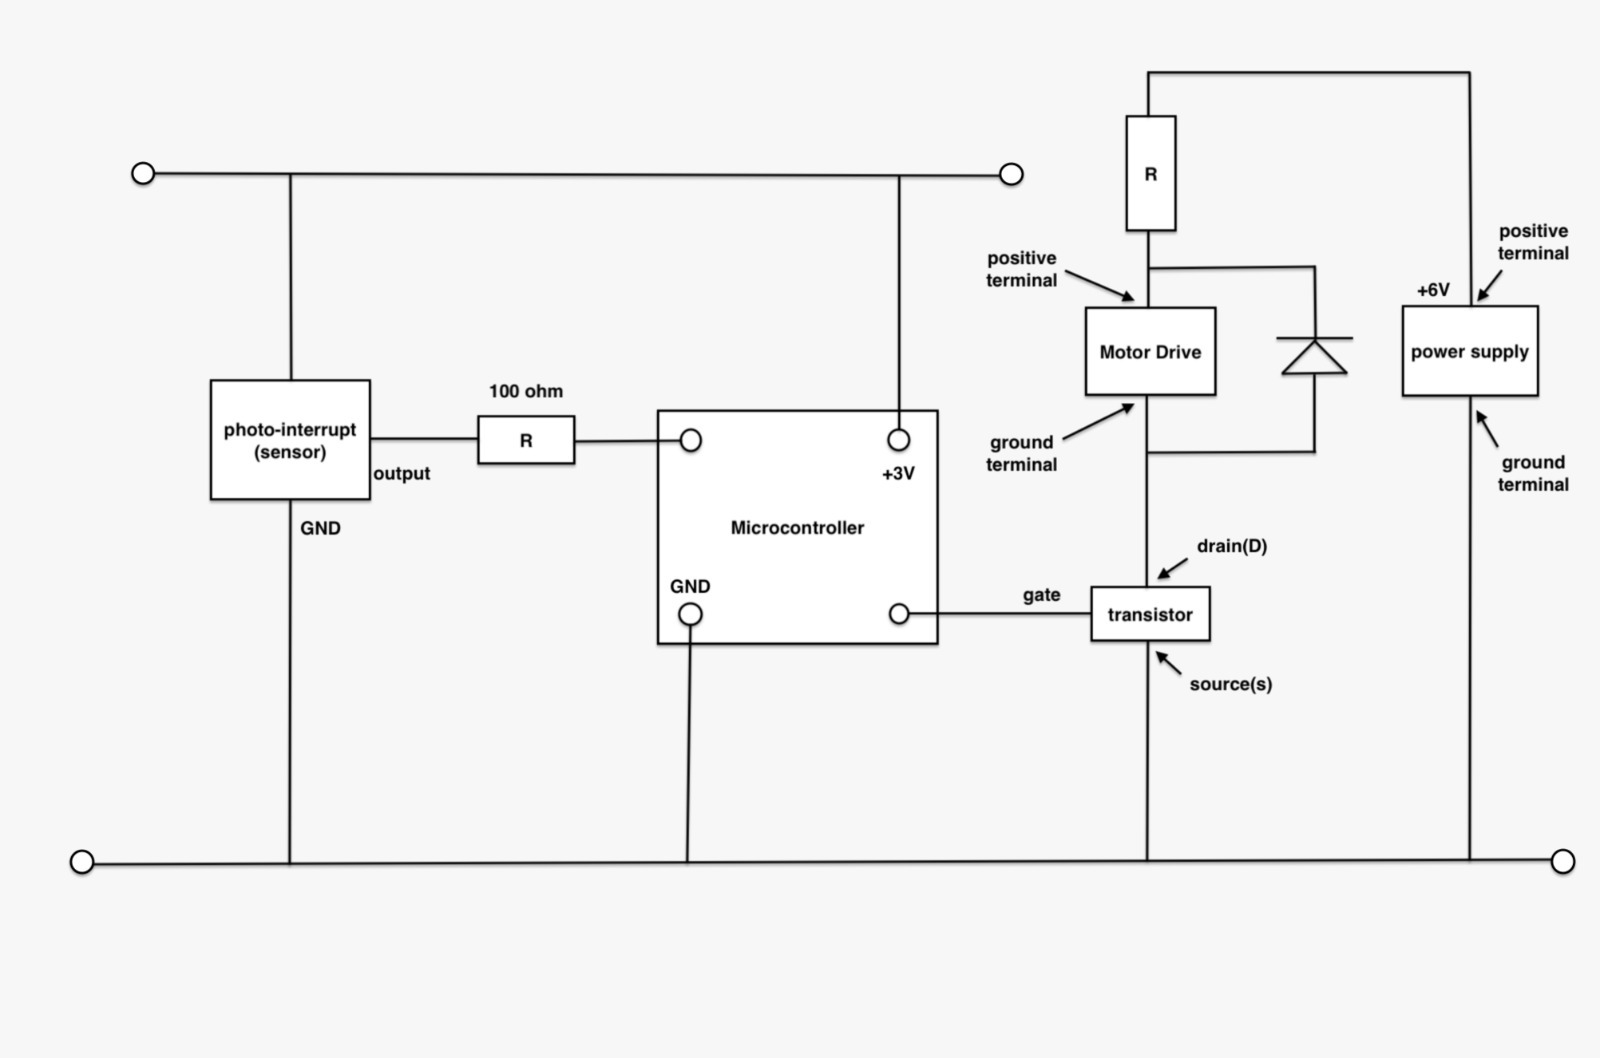 R
positive
terminal
positive
terminal
+6V
Motor Drive
power supply
100 ohm
photo-interrupt
(sensor)
R
output
+3V
ground
terminal
ground
terminal
GND
Microcontroller
drain(D)
GND
gate
transistor
source(s)